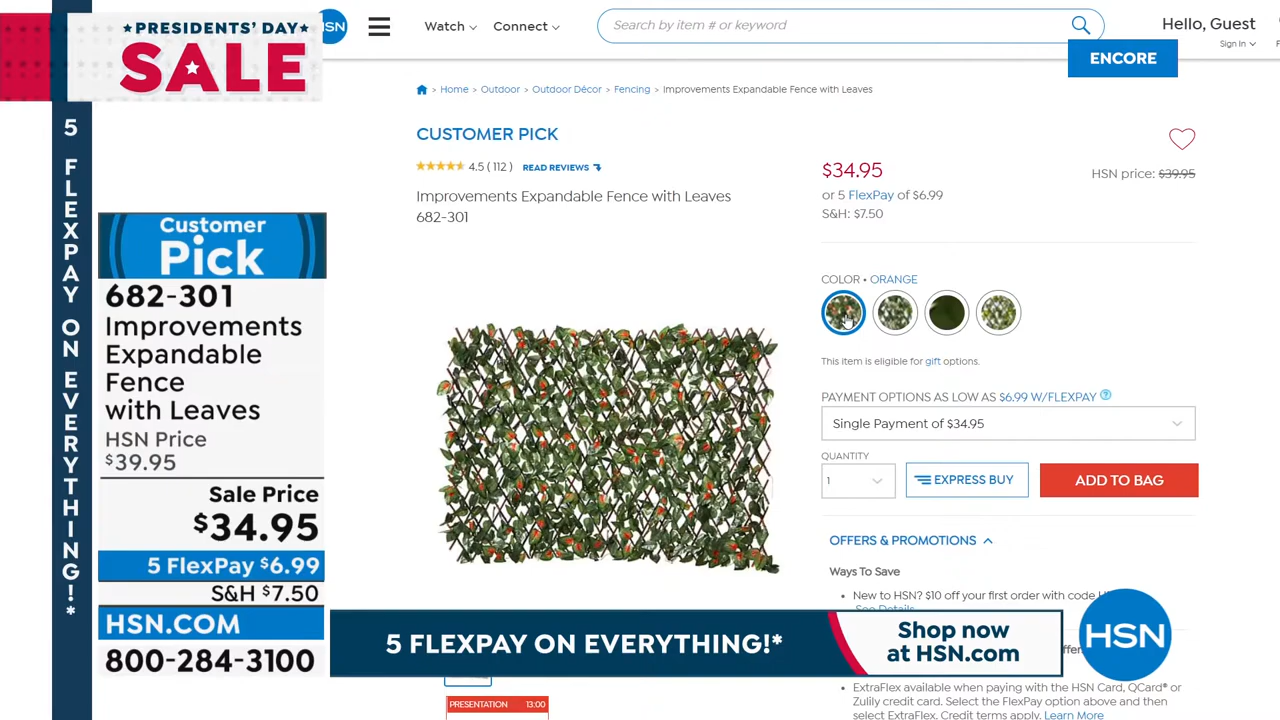 PRESIDENTS' DAY
SALE
5 FLEXPAY ON EVERYTHING!*
Customer
Pick
682-301
Improvements
Expandable
Fence
with Leaves
HSN Price
$39.95
Sale Price
$34.95
5 FlexPay $6.99
S&H $7.50
HSN.COM
800-284-3100
Watch
Connect
Search by item # or keyword
Hello, Guest
Sign In
ENCORE
> Home > Outdoor > Outdoor Décor > Fencing > Improvements Expandable Fence with Leaves
CUSTOMER PICK
4.5 (112) READ REVIEWS
Improvements Expandable Fence with Leaves
682-301
$34.95
HSN price: $39.95
or 5 FlexPay of $6.99
S&H: $7.50
COLOR • ORANGE
This item is eligible for gift options.
PAYMENT OPTIONS AS LOW AS $6.99 W/FLEXPAY ?
Single Payment of $34.95
QUANTITY
1
EXPRESS BUY
ADD TO BAG
OFFERS & PROMOTIONS
Ways To Save
• New to HSN? $10 off your first order with code
See Details
• ExtraFlex available when paying with the HSN Card, QCard® or
Zulily credit card. Select the FlexPay option above and then
select ExtraFlex. Credit terms apply. Learn More
5 FLEXPAY ON EVERYTHING!*
Shop now
at HSN.com
HSN
PRESENTATION 13:00